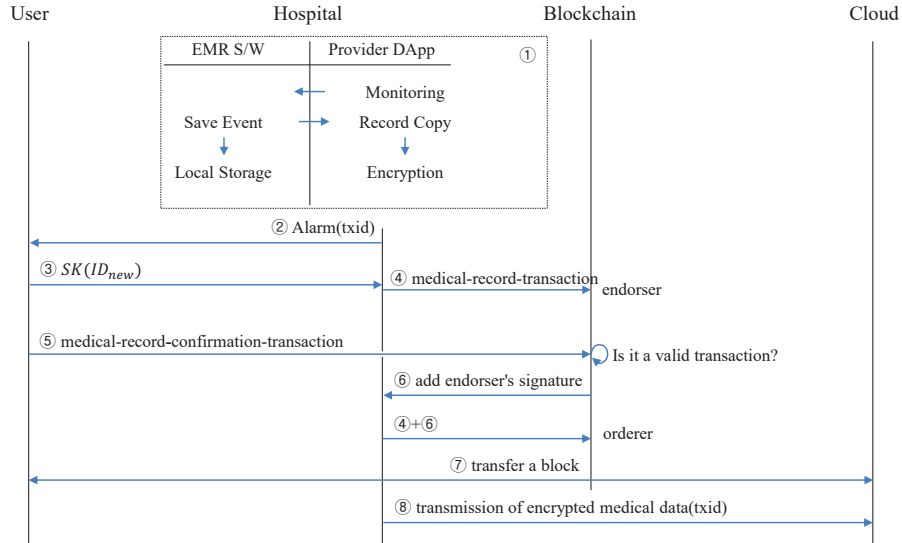 User Hospital Blockchain Cloud
EMR S/W Provider DApp ①
Monitoring
Save Event Record Copy
Local Storage Encryption
② Alarm(txid)
③ SK(ID_new) ④ medical-record-transaction
endorser
⑤ medical-record-confirmation-transaction
Is it a valid transaction?
⑥ add endorser's signature
④+⑥ orderer
⑦ transfer a block
⑧ transmission of encrypted medical data(txid)